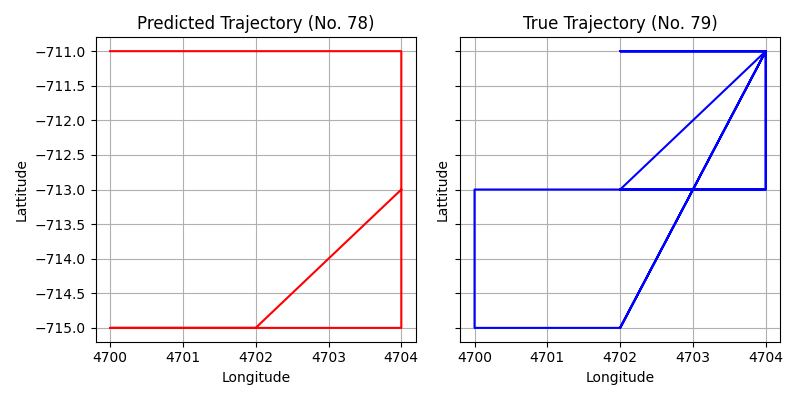 Predicted Trajectory (No. 78)
True Trajectory (No. 79)
−711.0
−711.5
−712.0
−712.5
−713.0
−713.5
−714.0
−714.5
−715.0
Lattitude
Lattitude
4700 4701 4702 4703 4704
4700 4701 4702 4703 4704
Longitude
Longitude